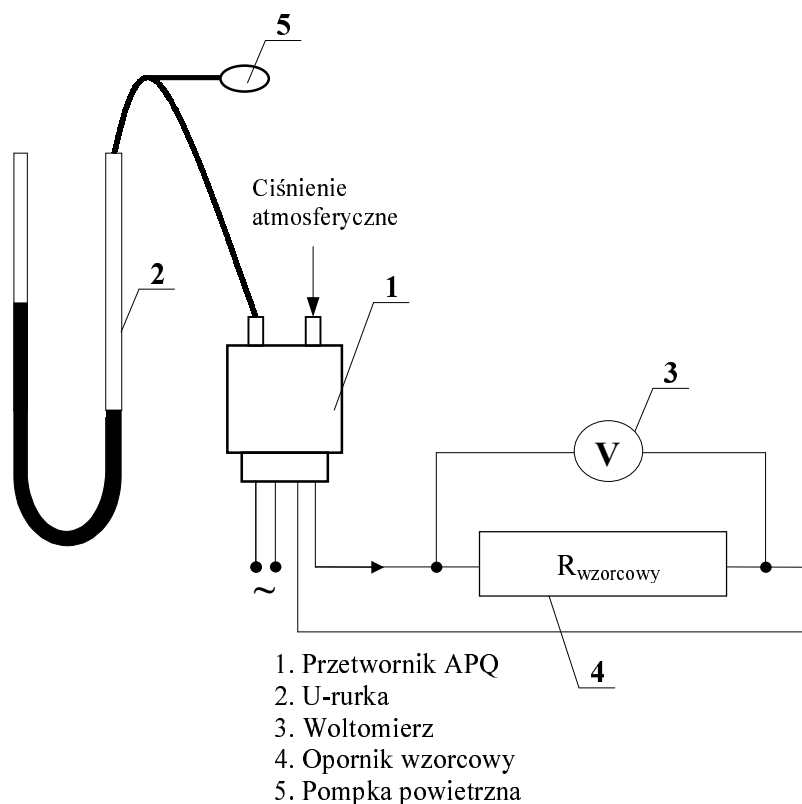 5
Ciśnienie
atmosferyczne
2
1
3
V
R wzorcowy
~
4
1. Przetwornik APQ
2. U-rurka
3. Woltomierz
4. Opornik wzorcowy
5. Pompka powietrzna